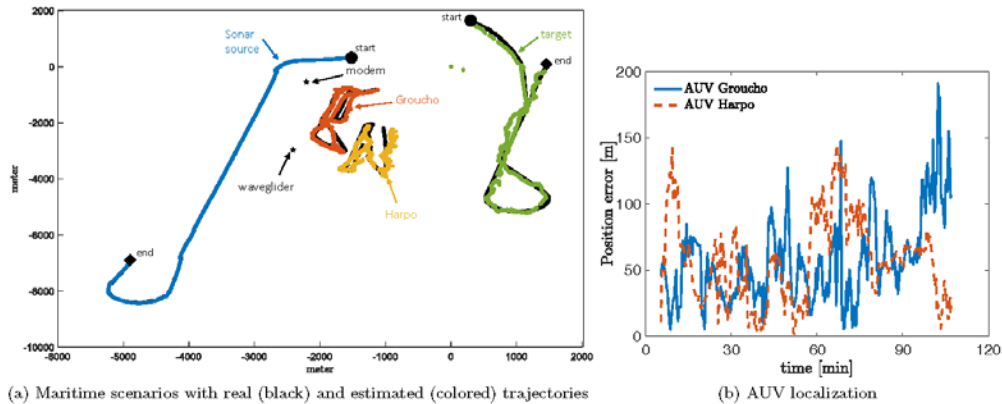 start
start
Sonar
source
target
end
modem
Groucho
waveglider
Harpo
end
0
-2000
-4000
-6000
-8000
-10000
meter
-6000 -5000 -4000 -3000 -2000 -1000 0 1000 2000
meter
(a) Maritime scenarios with real (black) and estimated (colored) trajectories
AUV Groucho
AUV Harpo
200
150
100
50
0
Position error [m]
0 30 60 90 120
time [min]
(b) AUV localization